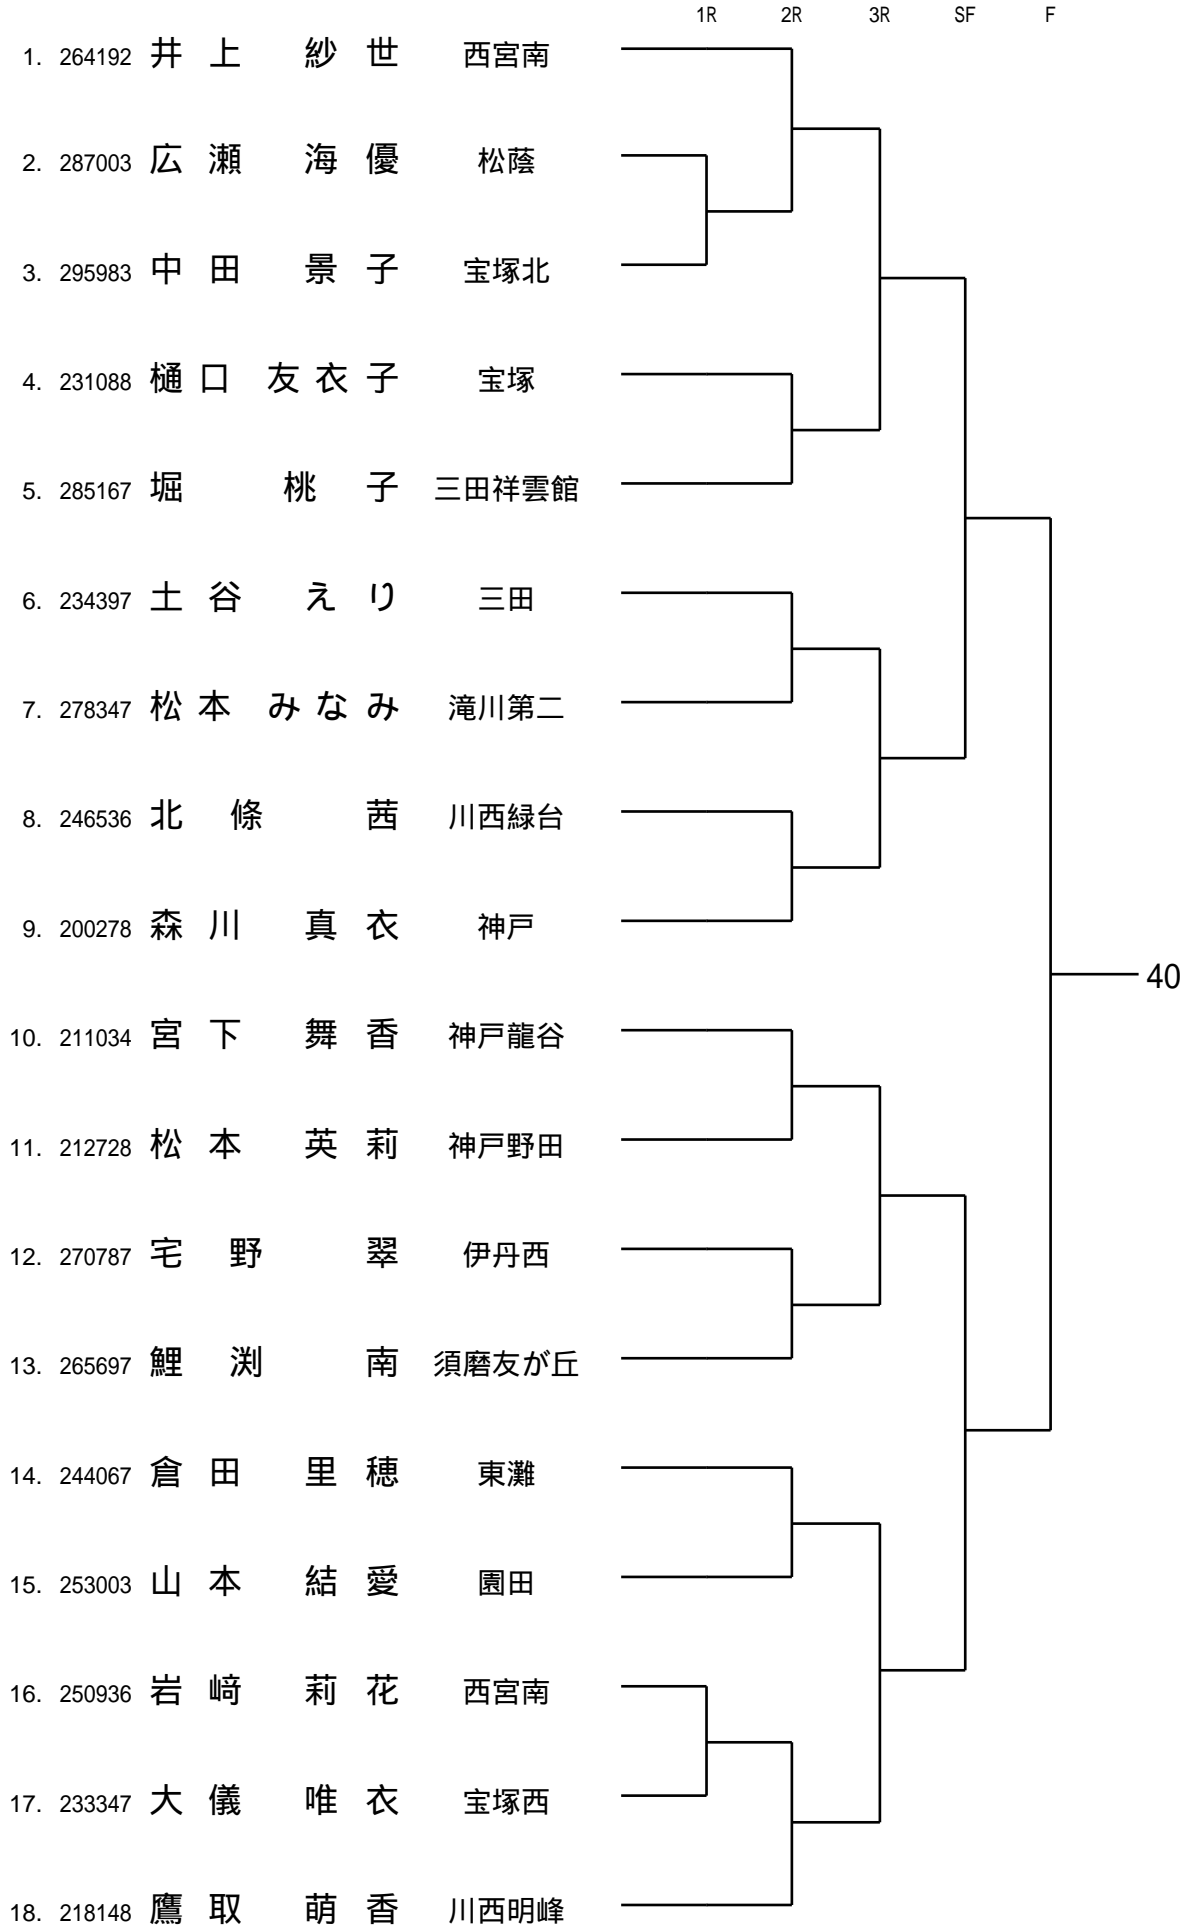 1R 2R 3R SF F
1. 264192 井上 紗世 西宮南
2. 287003 広瀬 海優 松蔭
3. 295983 中田 景子 宝塚北
4. 231088 樋口 友衣子 宝塚
5. 285167 堀 桃子 三田祥雲館
6. 234397 土谷 えり 三田
7. 278347 松本 みなみ 滝川第二
8. 246536 北條 茜 川西緑台
9. 200278 森川 真衣 神戸
40
10. 211034 宮下 舞香 神戸龍谷
11. 212728 松本 英莉 神戸野田
12. 270787 宅野 翠 伊丹西
13. 265697 鯉渕 南 須磨友が丘
14. 244067 倉田 里穂 東灘
15. 253003 山本 結愛 園田
16. 250936 岩﨑 莉花 西宮南
17. 233347 大儀 唯衣 宝塚西
18. 218148 鷹取 萌香 川西明峰